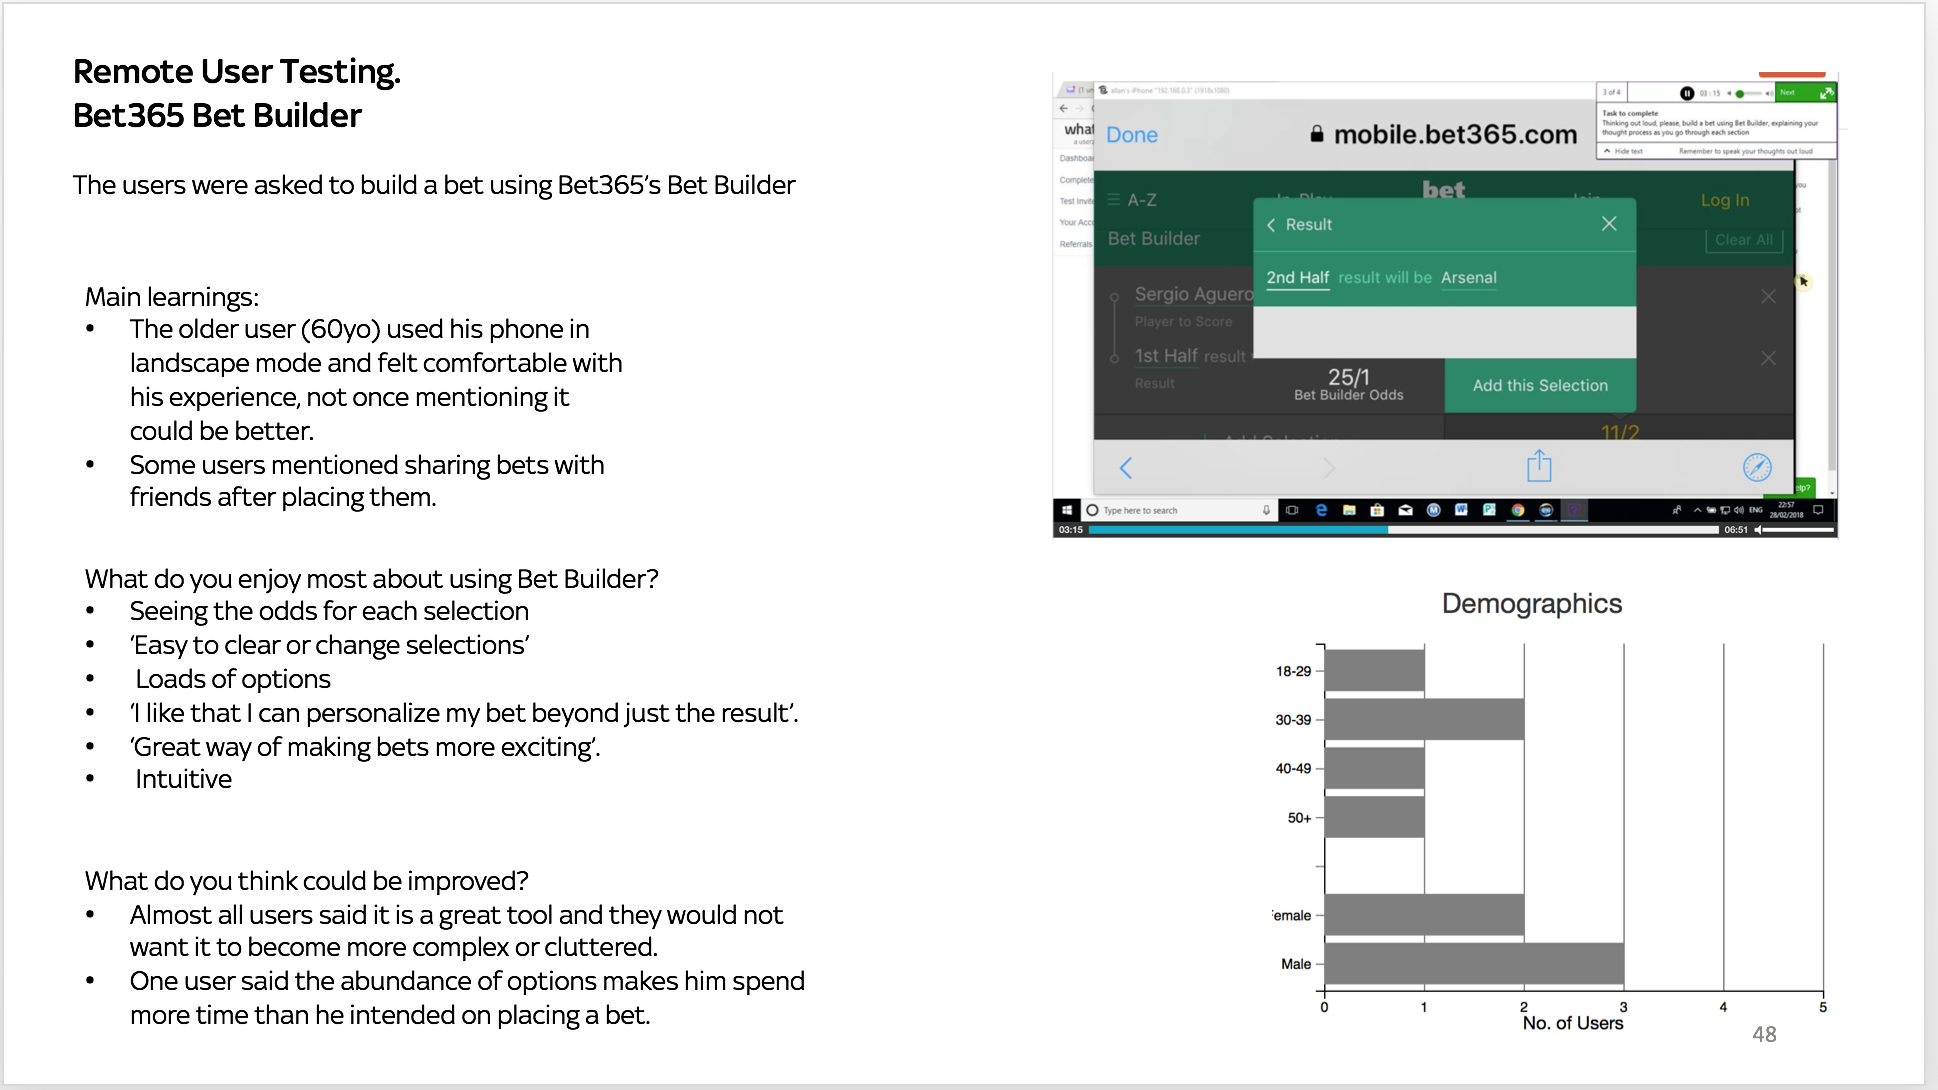 Remote User Testing.
Bet365 Bet Builder
The users were asked to build a bet using Bet365's Bet Builder
Main learnings:
• The older user (60yo) used his phone in
landscape mode and felt comfortable with
his experience, not once mentioning it
could be better.
• Some users mentioned sharing bets with
friends after placing them.
What do you enjoy most about using Bet Builder?
• Seeing the odds for each selection
• 'Easy to clear or change selections'
• Loads of options
• 'I like that I can personalize my bet beyond just the result'.
• 'Great way of making bets more exciting'.
• Intuitive
What do you think could be improved?
• Almost all users said it is a great tool and they would not
want it to become more complex or cluttered.
• One user said the abundance of options makes him spend
more time than he intended on placing a bet.
allan's iPhone
3 of 4
03:15
Next
Task to complete
Thinking out loud, please, build a bet using Bet Builder, explaining your
thought process as you go through each section
Hide text
Remember to speak your thoughts out loud
what
Dashboa
Complete
Test Invite
Your Acc
Referrals
Done
mobile.bet365.com
A-Z
In-Play
bet
Join
Log In
Bet Builder
Clear All
Result
2nd Half result will be Arsenal
Sergio Aguero
Player to Score
1st Half result
Result
25/1
Bet Builder Odds
Add this Selection
11/2
elp?
Type here to search
ENG
22:57
28/02/2018
03:15
06:51
Demographics
18-29
30-39
40-49
50+
emale
Male
0 1 2 3 4 5
No. of Users
48